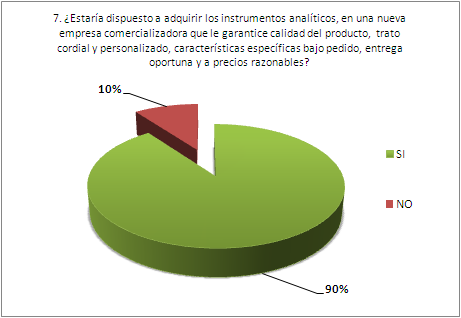 7. ¿Estaría dispuesto a adquirir los instrumentos analíticos, en una nueva
empresa comercializadora que le garantice calidad del producto, trato
cordial y personalizado, características específicas bajo pedido, entrega
oportuna y a precios razonables?
10%
SI
NO
90%